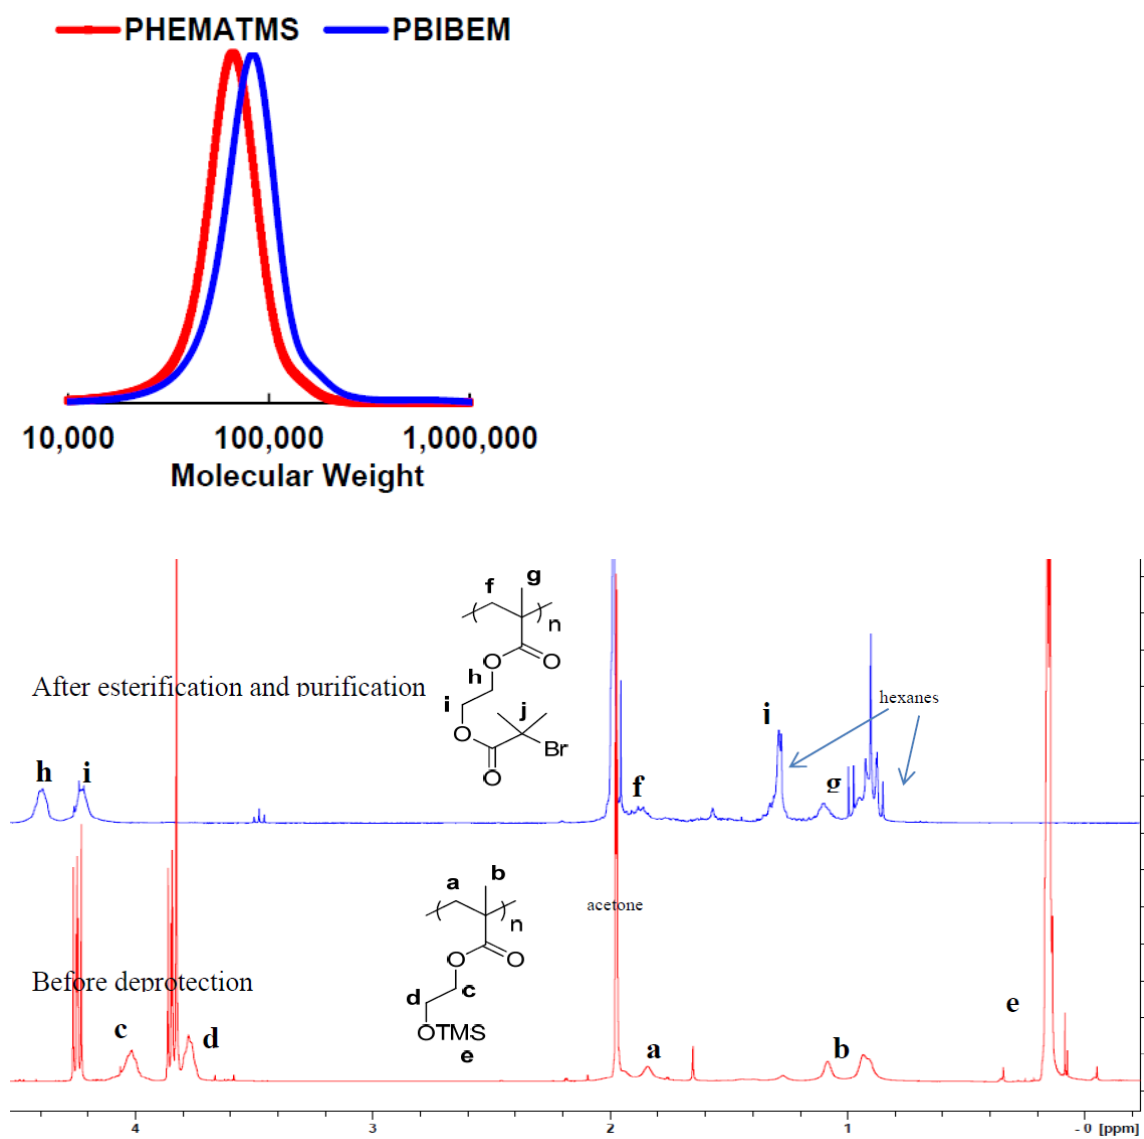 PHEMATMS PBIBEM
10,000 100,000 1,000,000
Molecular Weight
f g
n
O O
h
After esterification and purification
i
j
O
Br
O
h i f i g hexanes
a b
n
acetone
O O
Before deprotection
d c
OTMS
e
c d a b e
4 3 2 1 - 0 [ppm]